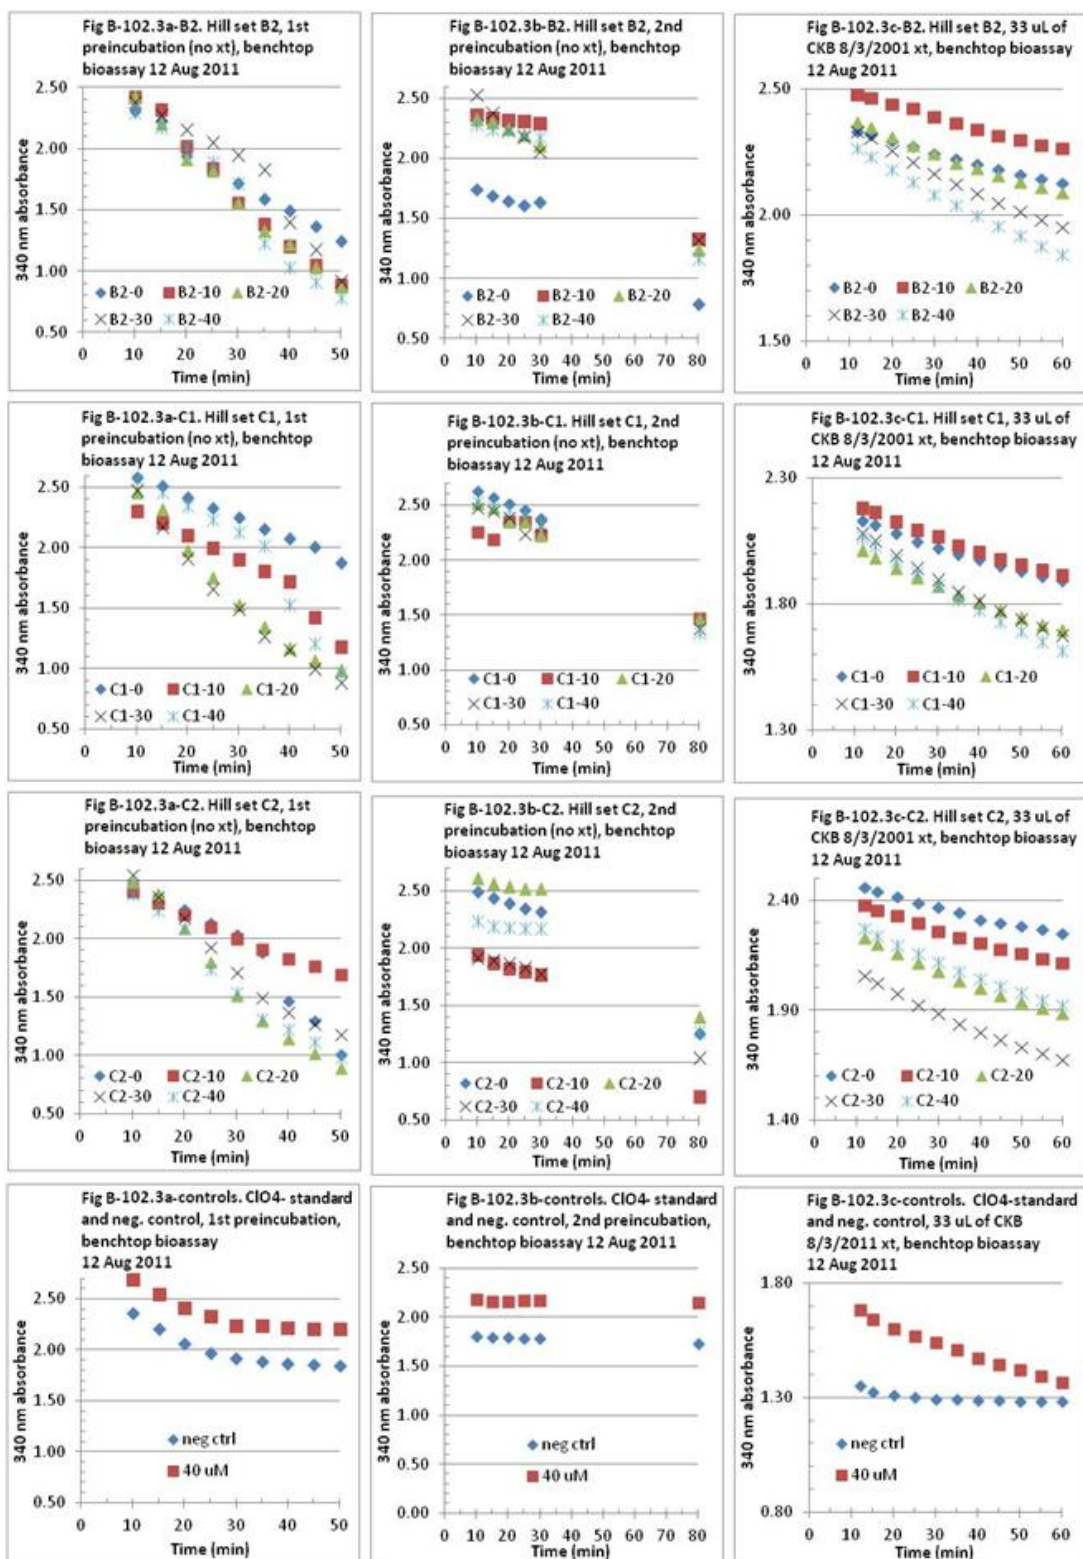 Fig B-102.3a-B2. Hill set B2, 1st
preincubation (no xt), benchtop
bioassay 12 Aug 2011
340 nm absorbance
2.50
2.00
1.50
1.00
0.50
B2-0 B2-10 B2-20
B2-30 B2-40
0 10 20 30 40 50
Time (min)
Fig B-102.3b-B2. Hill set B2, 2nd
preincubation (no xt), benchtop
bioassay 12 Aug 2011
340 nm absorbance
2.50
2.00
1.50
1.00
0.50
B2-0 B2-10 B2-20
B2-30 B2-40
0 10 20 30 40 50 60 70 80
Time (min)
Fig B-102.3c-B2. Hill set B2, 33 uL of
CKB 8/3/2001 xt, benchtop bioassay
12 Aug 2011
340 nm absorbance
2.50
2.00
1.50
B2-0 B2-10 B2-20
B2-30 B2-40
0 10 20 30 40 50 60
Time (min)
Fig B-102.3a-C1. Hill set C1, 1st
preincubation (no xt), benchtop
bioassay 12 Aug 2011
340 nm absorbance
2.50
2.00
1.50
1.00
0.50
C1-0 C1-10 C1-20
C1-30 C1-40
0 10 20 30 40 50
Time (min)
Fig B-102.3b-C1. Hill set C1, 2nd
preincubation (no xt), benchtop
bioassay 12 Aug 2011
340 nm absorbance
2.50
2.00
1.50
1.00
0.50
C1-0 C1-10 C1-20
C1-30 C1-40
0 10 20 30 40 50 60 70 80
Time (min)
Fig B-102.3c-C1. Hill set C1, 33 uL of
CKB 8/3/2001 xt, benchtop bioassay
12 Aug 2011
340 nm absorbance
2.30
1.80
1.30
C1-0 C1-10 C1-20
C1-30 C1-40
0 10 20 30 40 50 60
Time (min)
Fig B-102.3a-C2. Hill set C2, 1st
preincubation (no xt), benchtop
bioassay 12 Aug 2011
340 nm absorbance
2.50
2.00
1.50
1.00
0.50
C2-0 C2-10 C2-20
C2-30 C2-40
0 10 20 30 40 50
Time (min)
Fig B-102.3b-C2. Hill set C2, 2nd
preincubation (no xt), benchtop
bioassay 12 Aug 2011
340 nm absorbance
2.50
2.00
1.50
1.00
0.50
C2-0 C2-10 C2-20
C2-30 C2-40
0 10 20 30 40 50 60 70 80
Time (min)
Fig B-102.3c-C2. Hill set C2, 33 uL of
CKB 8/3/2001 xt, benchtop bioassay
12 Aug 2011
340 nm absorbance
2.40
1.90
1.40
C2-0 C2-10 C2-20
C2-30 C2-40
0 10 20 30 40 50 60
Time (min)
Fig B-102.3a-controls. ClO4- standard
and neg. control, 1st preincubation,
benchtop bioassay
12 Aug 2011
340 nm absorbance
2.50
2.00
1.50
1.00
0.50
neg ctrl
40 uM
0 10 20 30 40 50
Time (min)
Fig B-102.3b-controls. ClO4- standard
and neg. control, 2nd preincubation,
benchtop bioassay 12 Aug 2011
340 nm absorbance
2.50
2.00
1.50
1.00
0.50
0.00
neg ctrl
40 uM
0 10 20 30 40 50 60 70 80
Time (min)
Fig B-102.3c-controls. ClO4-standard
and neg. control, 33 uL of CKB
8/3/2011 xt, benchtop bioassay
12 Aug 2011
340 nm absorbance
1.80
1.30
0.80
neg ctrl
40 uM
0 10 20 30 40 50 60
Time (min)